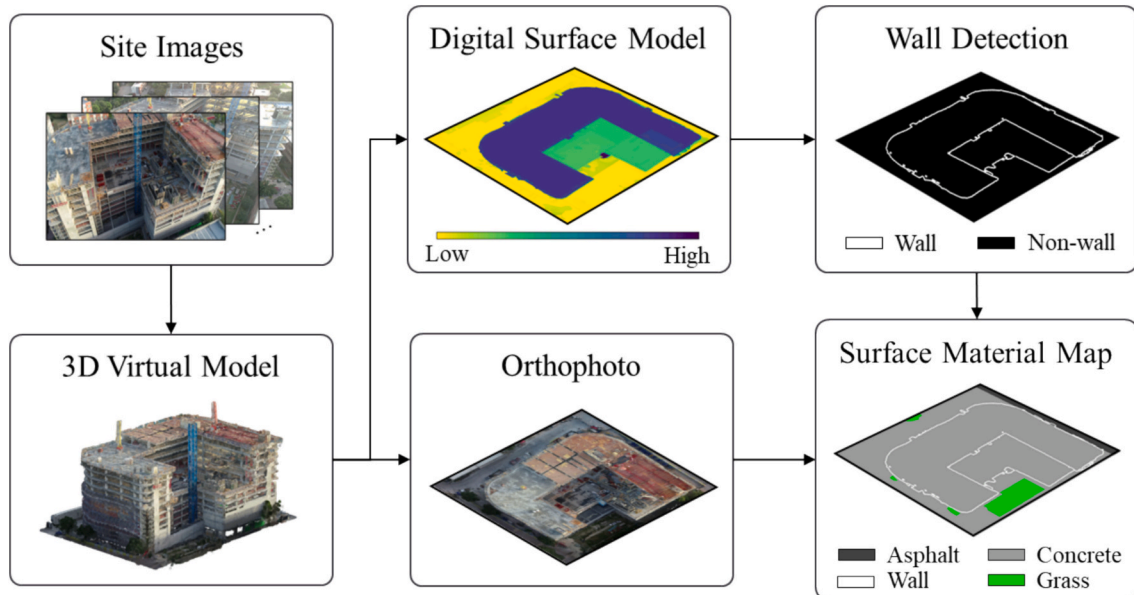 Site Images
...
Digital Surface Model
Low High
Wall Detection
Wall Non-wall
3D Virtual Model
Orthophoto
Surface Material Map
Asphalt Concrete
Wall Grass